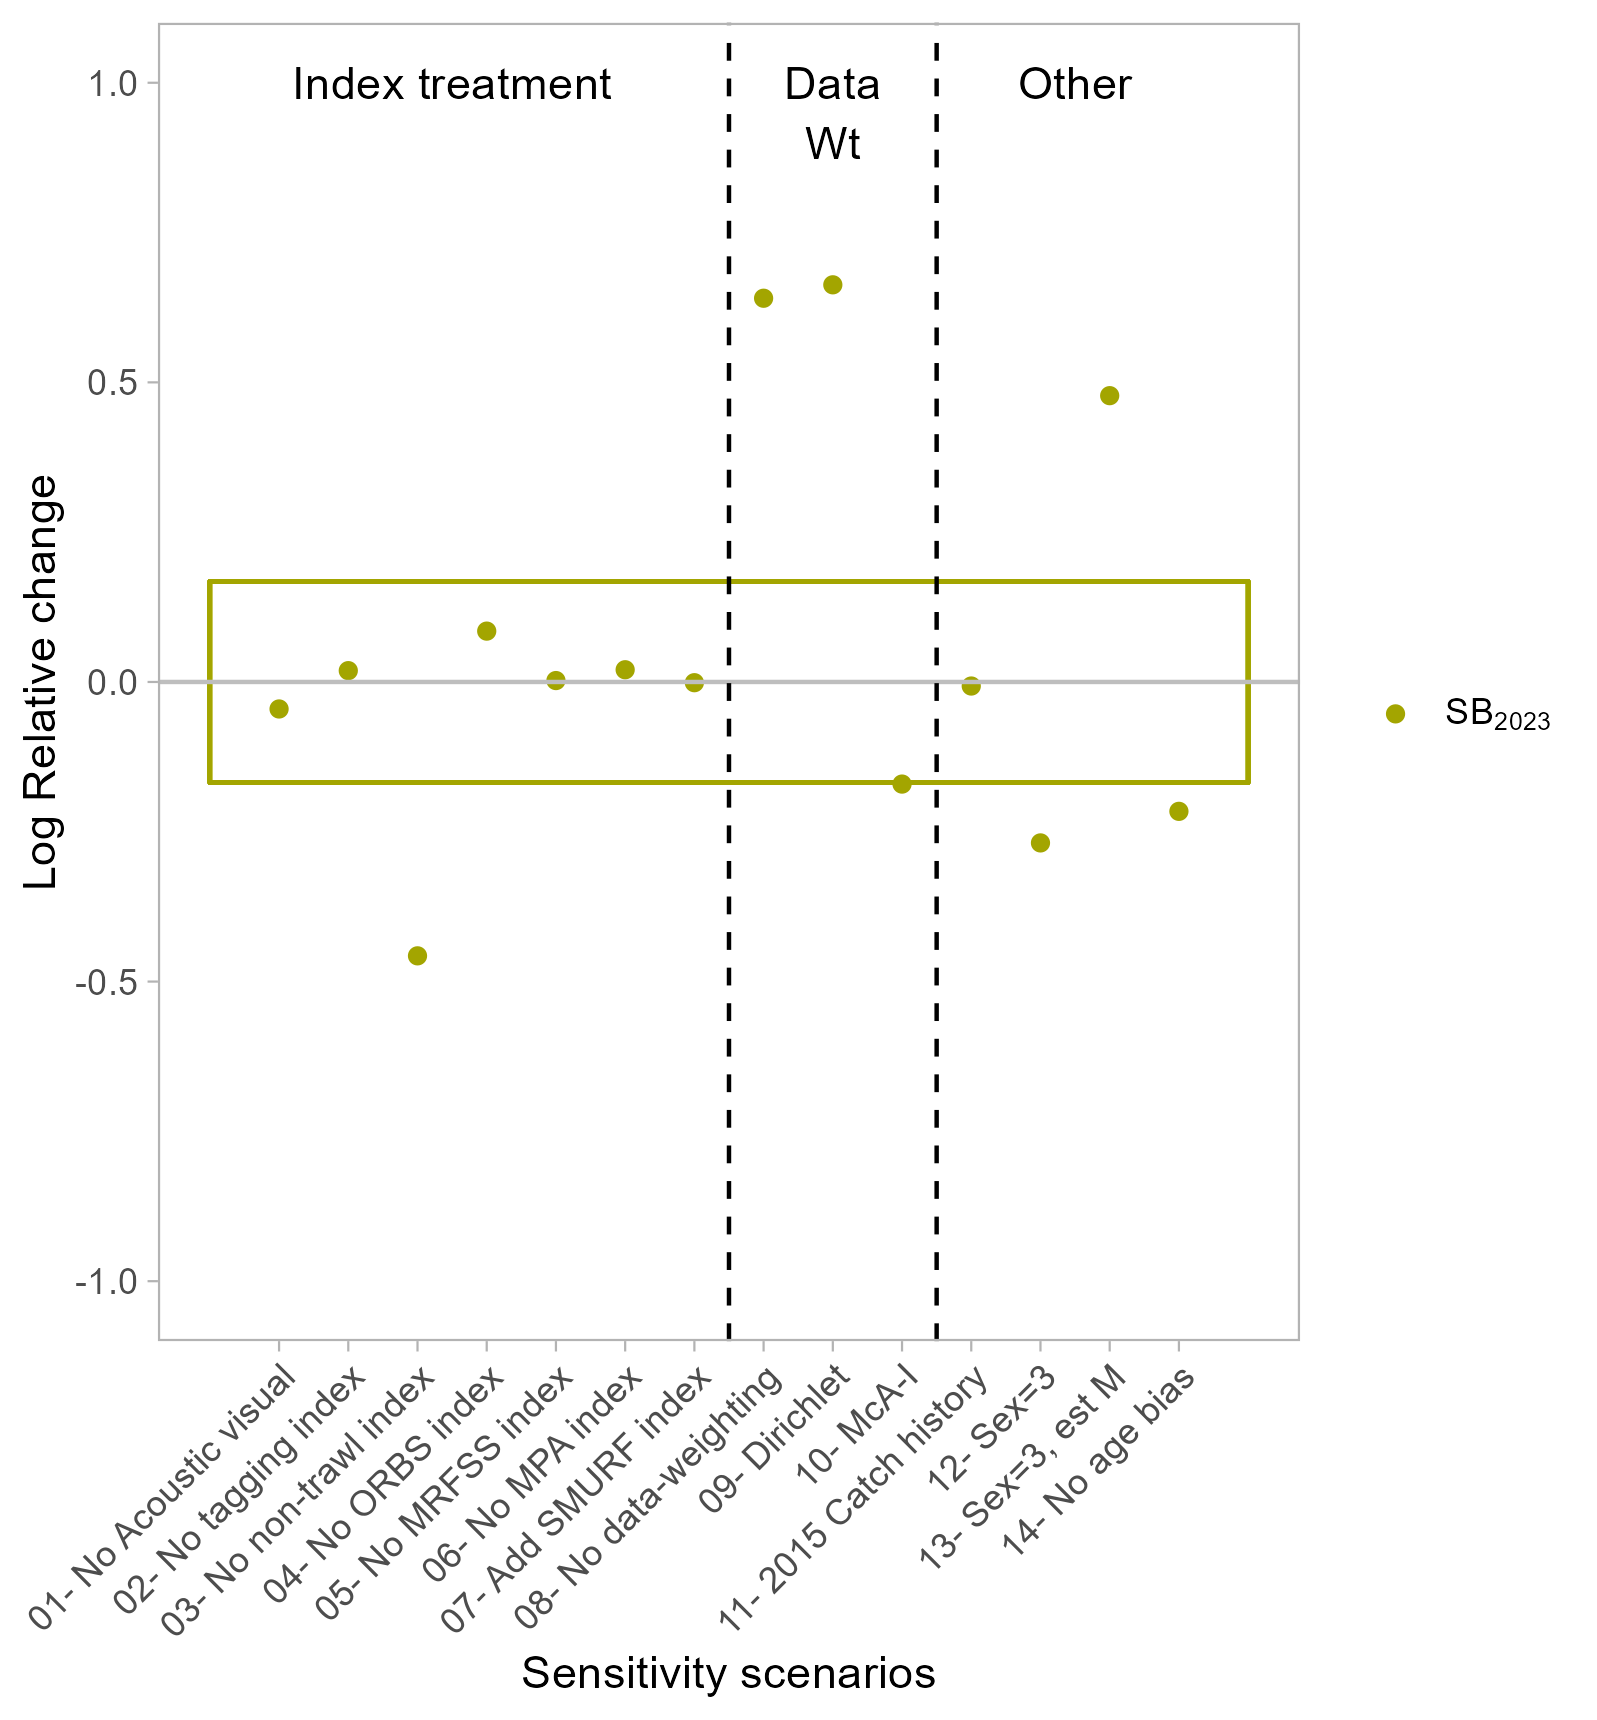 Index treatment
Data
Wt
Other
1.0
0.5
0.0
-0.5
-1.0
Log Relative change
SB2023
01- No Acoustic visual
02- No tagging index
03- No non-trawl index
04- No ORBS index
05- No MRFSS index
06- No MPA index
07- Add SMURF index
08- No data-weighting
09- Dirichlet
10- McA-I
11- 2015 Catch history
12- Sex=3
13- Sex=3, est M
14- No age bias
Sensitivity scenarios